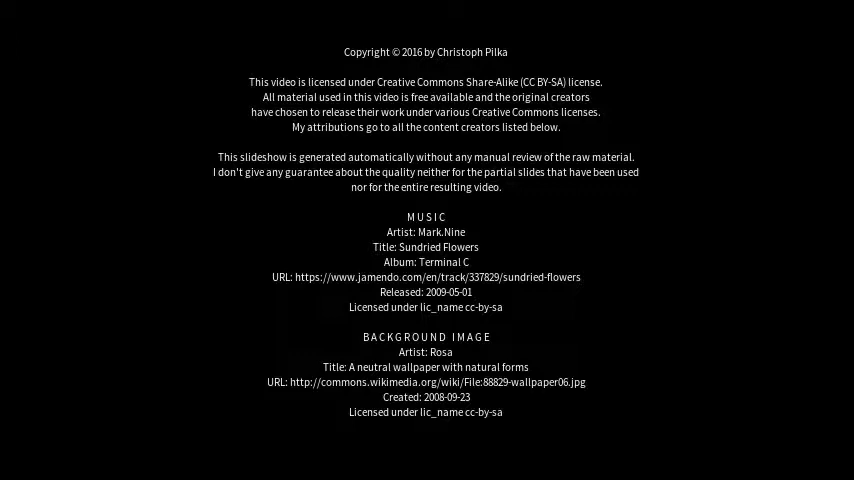 Copyright © 2016 by Christoph Pilka
This video is licensed under Creative Commons Share-Alike (CC BY-SA) license.
All material used in this video is free available and the original creators
have chosen to release their work under various Creative Commons licenses.
My attributions go to all the content creators listed below.
This slideshow is generated automatically without any manual review of the raw material.
I don't give any guarantee about the quality neither for the partial slides that have been used
nor for the entire resulting video.
M U S I C
Artist: Mark.Nine
Title: Sundried Flowers
Album: Terminal C
URL: https://www.jamendo.com/en/track/337829/sundried-flowers
Released: 2009-05-01
Licensed under lic_name cc-by-sa
B A C K G R O U N D   I M A G E
Artist: Rosa
Title: A neutral wallpaper with natural forms
URL: http://commons.wikimedia.org/wiki/File:88829-wallpaper06.jpg
Created: 2008-09-23
Licensed under lic_name cc-by-sa